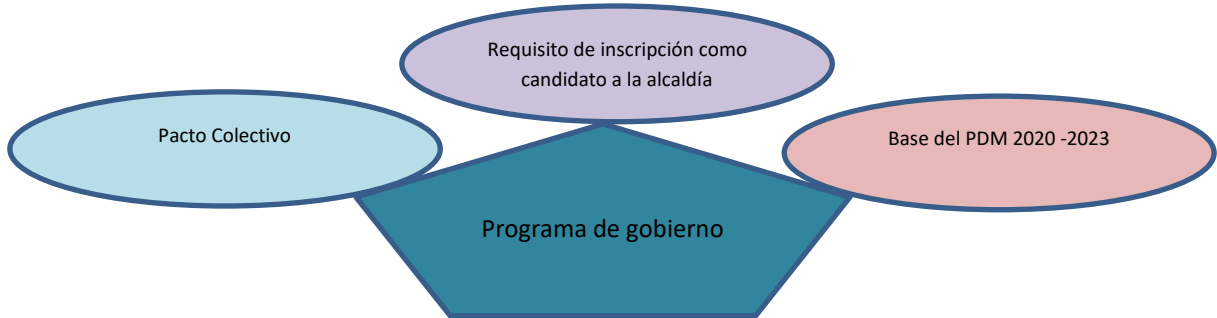 Requisito de inscripción como
candidato a la alcaldía
Pacto Colectivo
Base del PDM 2020 -2023
Programa de gobierno